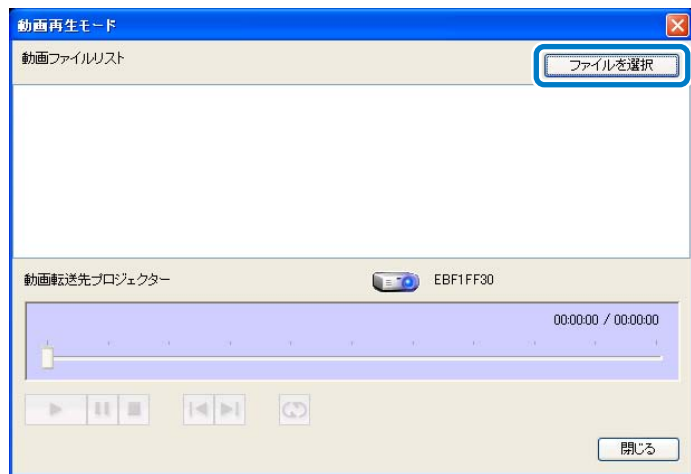 動画再生モード
動画ファイルリスト
ファイルを選択
動画転送先プロジェクター
EBF1FF30
00:00:00 / 00:00:00
閉じる